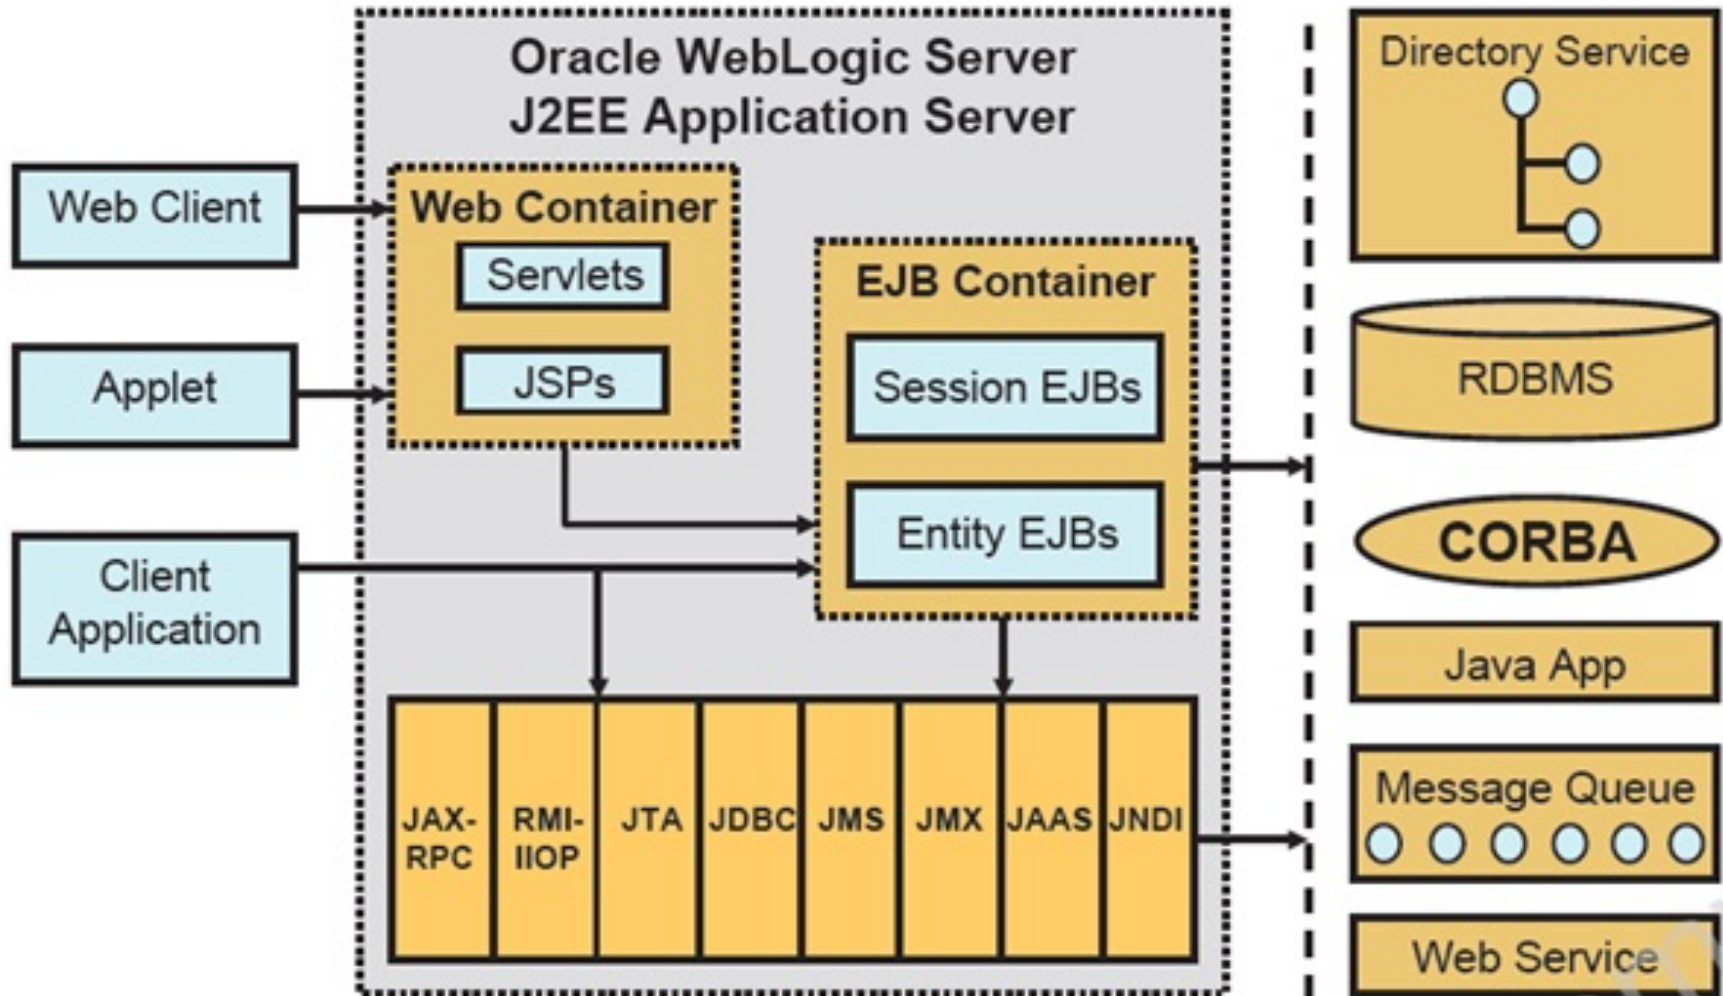 Oracle WebLogic Server
J2EE Application Server
Web Client
Applet
Client
Application
Web Container
Servlets
JSPs
EJB Container
Session EJBs
Entity EJBs
JAX-
RPC
RMI-
IIOP
JTA
JDBC
JMS
JMX
JAAS
JNDI
Directory Service
RDBMS
CORBA
Java App
Message Queue
Web Service